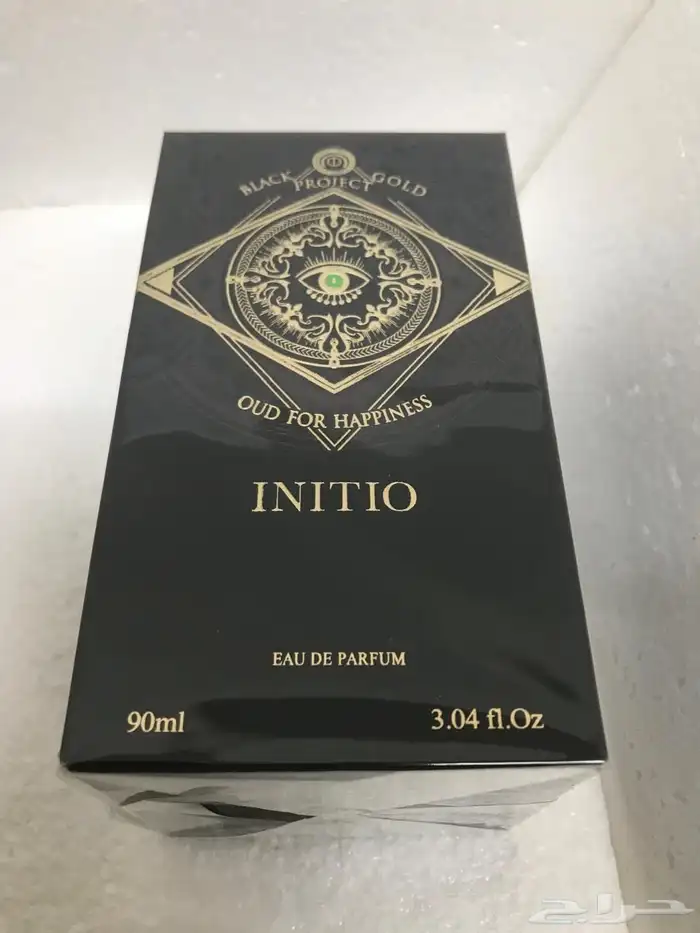 BLACK PROJECT GOLD
OUD FOR HAPPINESS
INITIO
EAU DE PARFUM
90ml
3.04 fl.Oz
حراج